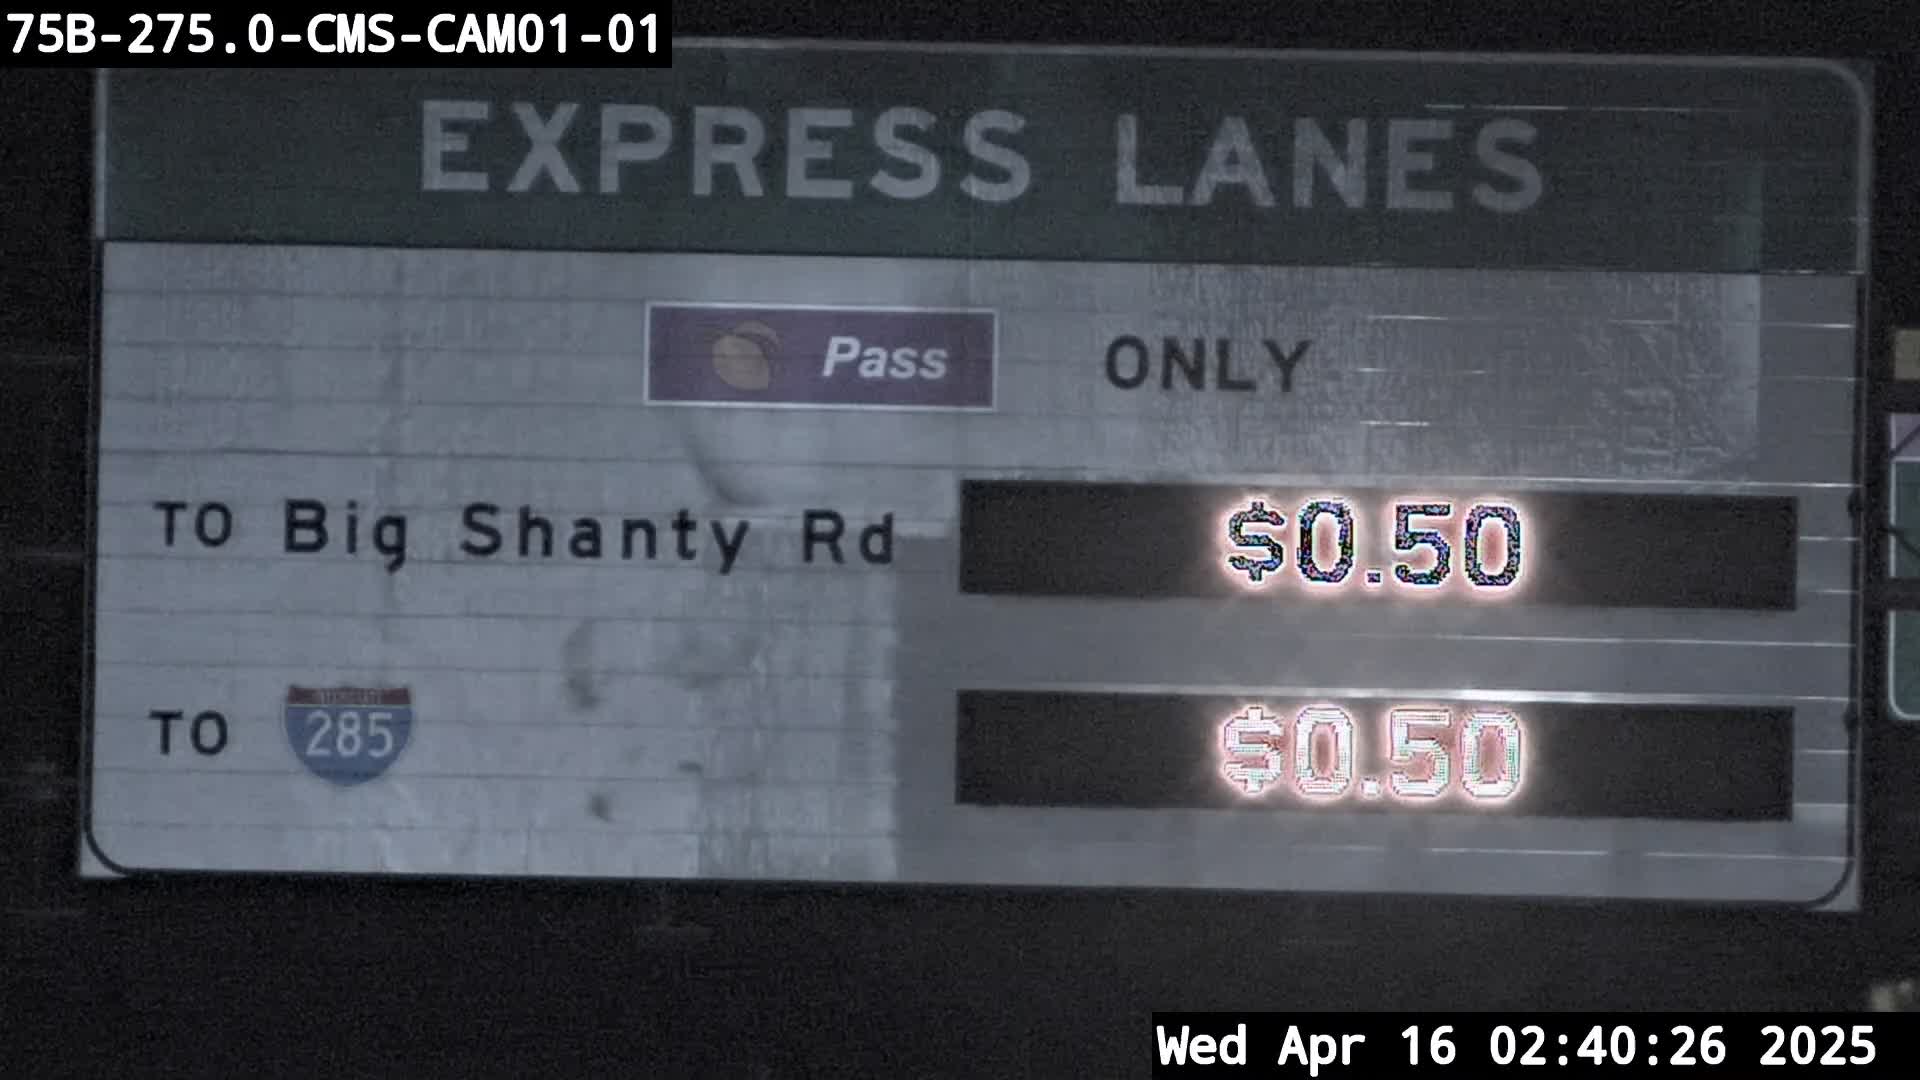 75B-275.0-CMS-CAM01-01
EXPRESS LANES
Pass ONLY
TO Big Shanty Rd $0.50
TO 285 $0.50
Wed Apr 16 02:40:26 2025